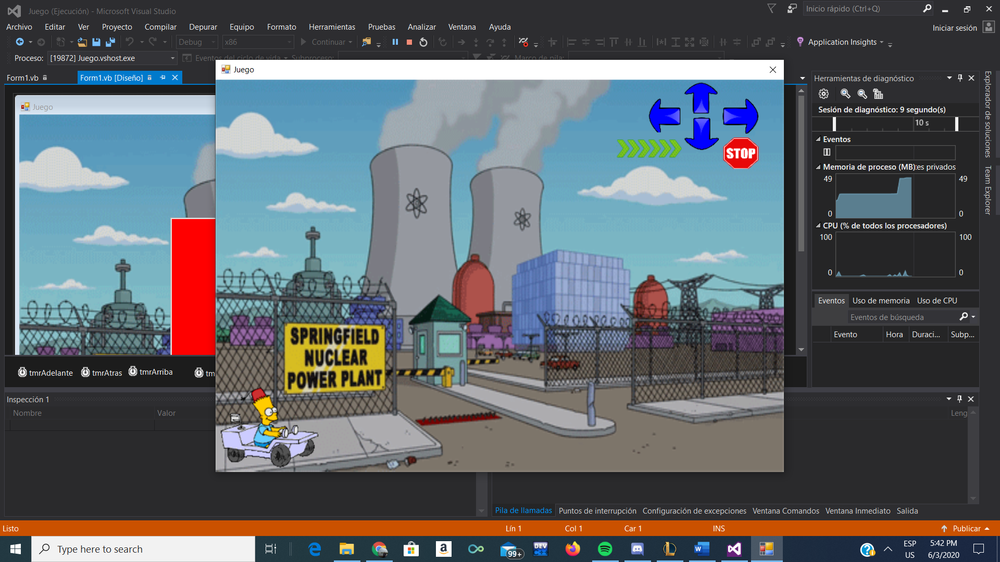 Juego (Ejecución) - Microsoft Visual Studio
Inicio rápido (Ctrl+Q)
Archivo Editar Ver Proyecto Compilar Depurar Equipo Formato Herramientas Pruebas Analizar Ventana Ayuda
Iniciar sesión
Debug x86 Continuar Application Insights
Proceso: [19872] Juego.vshost.exe Eventos del ciclo de vida Subproceso: Marco de pila:
Form1.vb Form1.vb [Diseño]
Juego
Juego
STOP
SPRINGFIELD
NUCLEAR
POWER PLANT
tmrAdelante tmrAtras tmrArriba tm
Herramientas de diagnóstico
Sesión de diagnóstico: 9 segundo(s)
10 s
Eventos
Memoria de proceso (MB):es privados
49 49
0 0
CPU (% de todos los procesadores)
100 100
0 0
Eventos Uso de memoria Uso de CPU
Eventos de búsqueda
Evento Hora Duraci... Subp...
Explorador de soluciones
Team Explorer
Inspección 1
Nombre Valor
Leng
Pila de llamadas Puntos de interrupción Configuración de excepciones Ventana Comandos Ventana Inmediato Salida
Listo Lín 1 Col 1 Car 1 INS Publicar
Type here to search
a
99+
DEV
C++
ESP
US
5:42 PM
6/3/2020